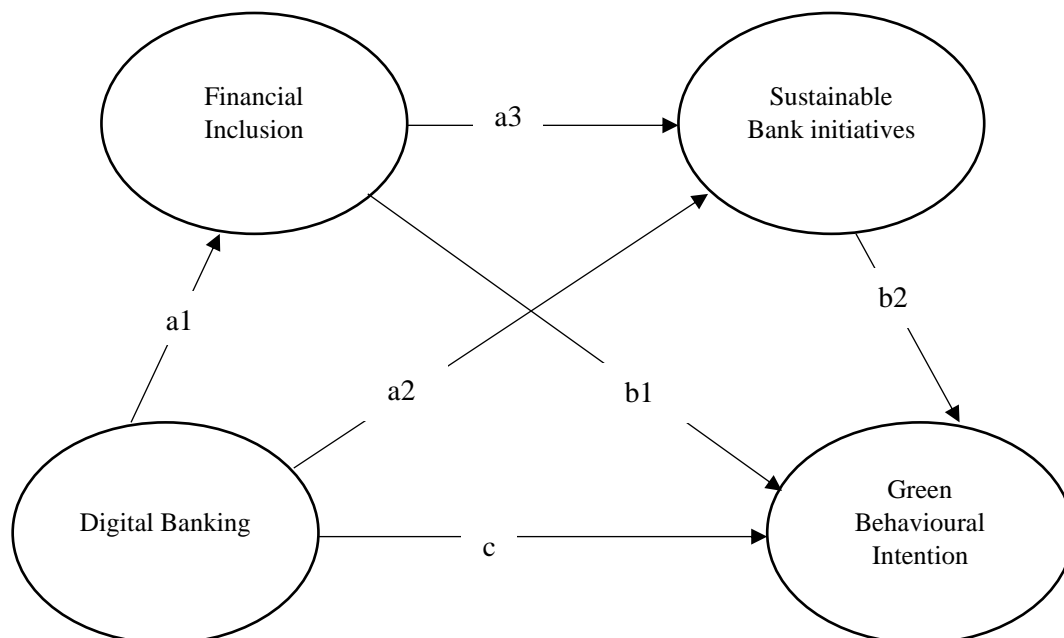 Financial
Inclusion
Sustainable
Bank initiatives
a3
a1
a2
b1
b2
Digital Banking
c
Green
Behavioural
Intention